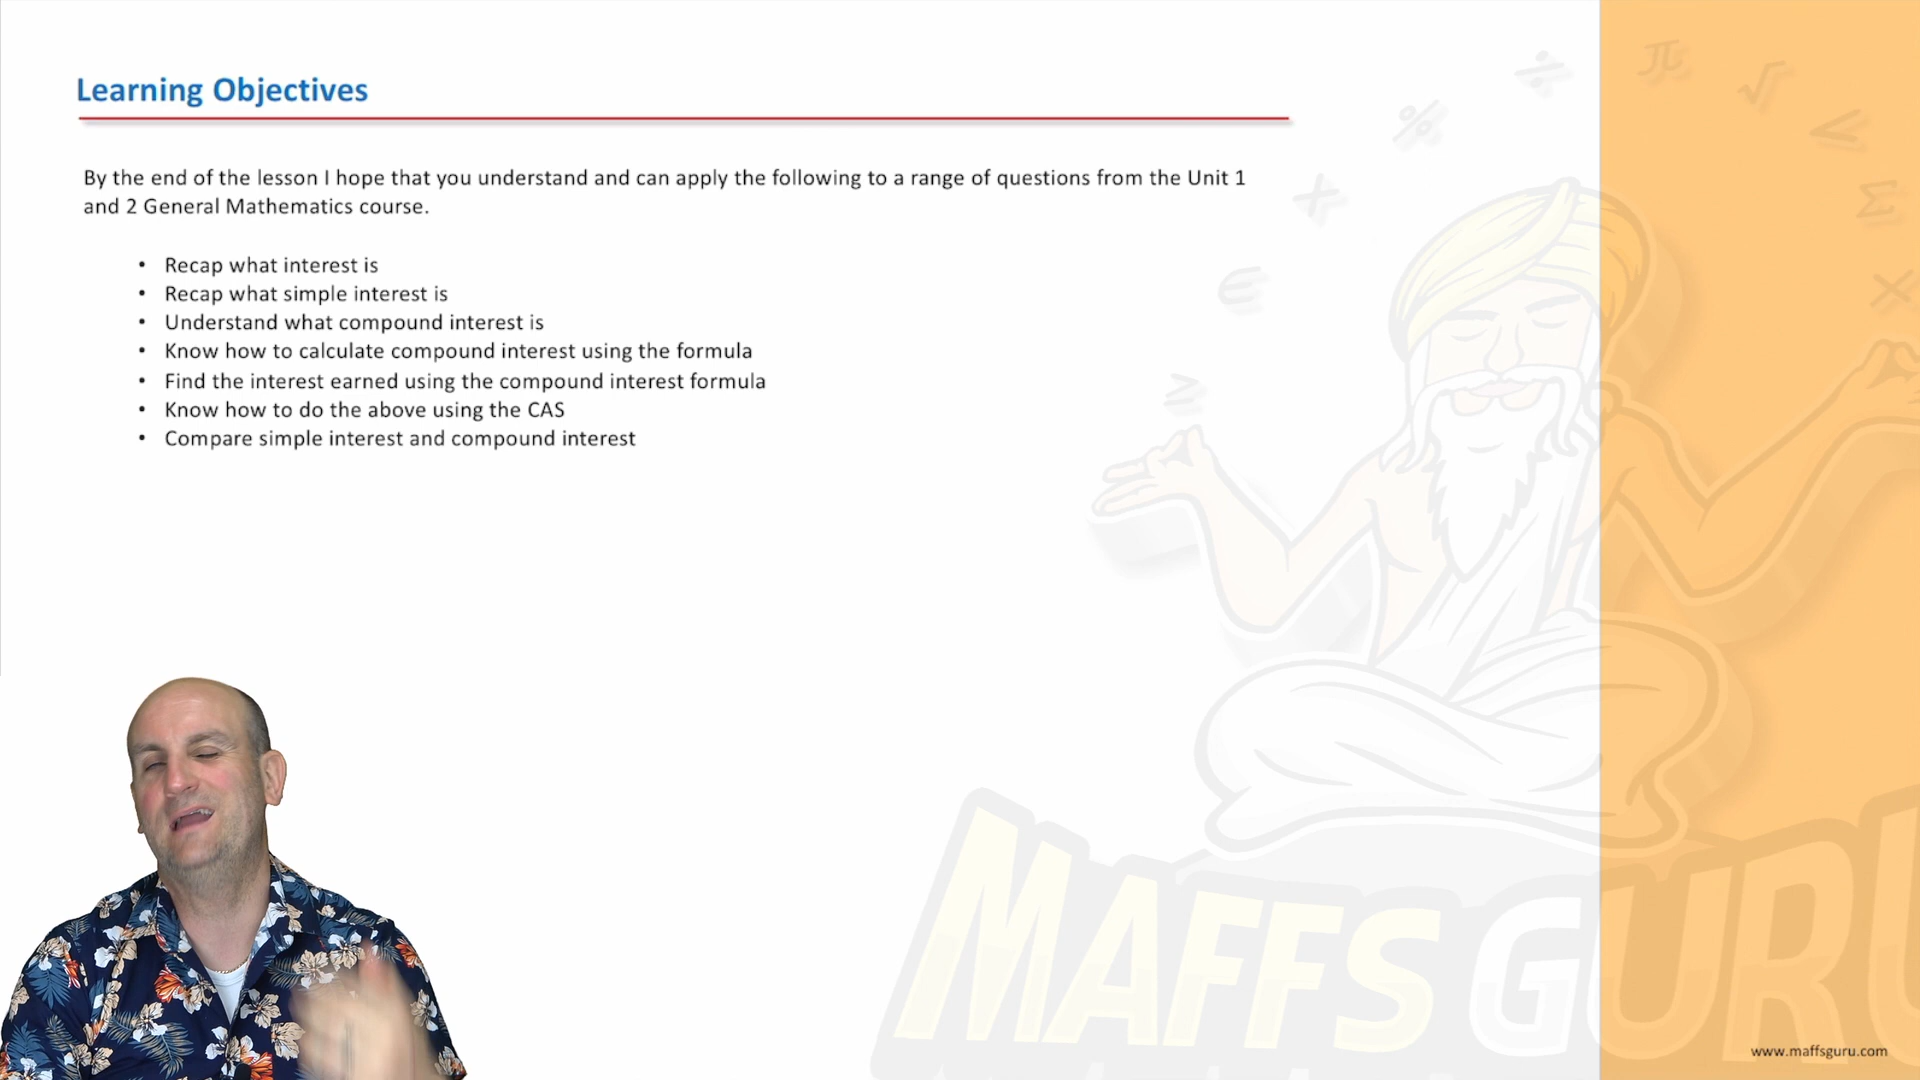 Learning Objectives
By the end of the lesson I hope that you understand and can apply the following to a range of questions from the Unit 1
and 2 General Mathematics course.
• Recap what interest is
• Recap what simple interest is
• Understand what compound interest is
• Know how to calculate compound interest using the formula
• Find the interest earned using the compound interest formula
• Know how to do the above using the CAS
• Compare simple interest and compound interest
÷ π √ ∠
% Σ
+ ×
∈
≥
MAFFS GURU
www.maffsguru.com